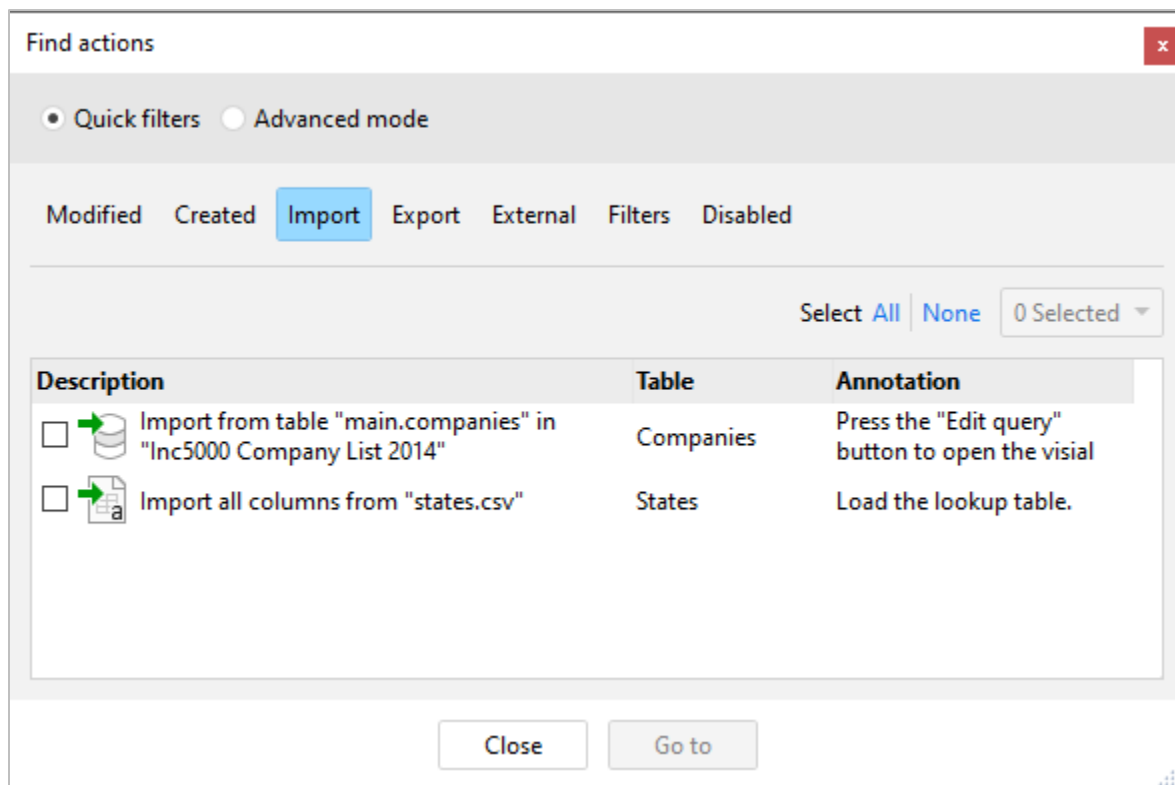 Find actions
x
Quick filters Advanced mode
Modified Created Import Export External Filters Disabled
Select All None 0 Selected
Description Table Annotation
Import from table "main.companies" in
"Inc5000 Company List 2014"
Companies
Press the "Edit query"
button to open the visial
a
Import all columns from "states.csv" States Load the lookup table.
Close Go to